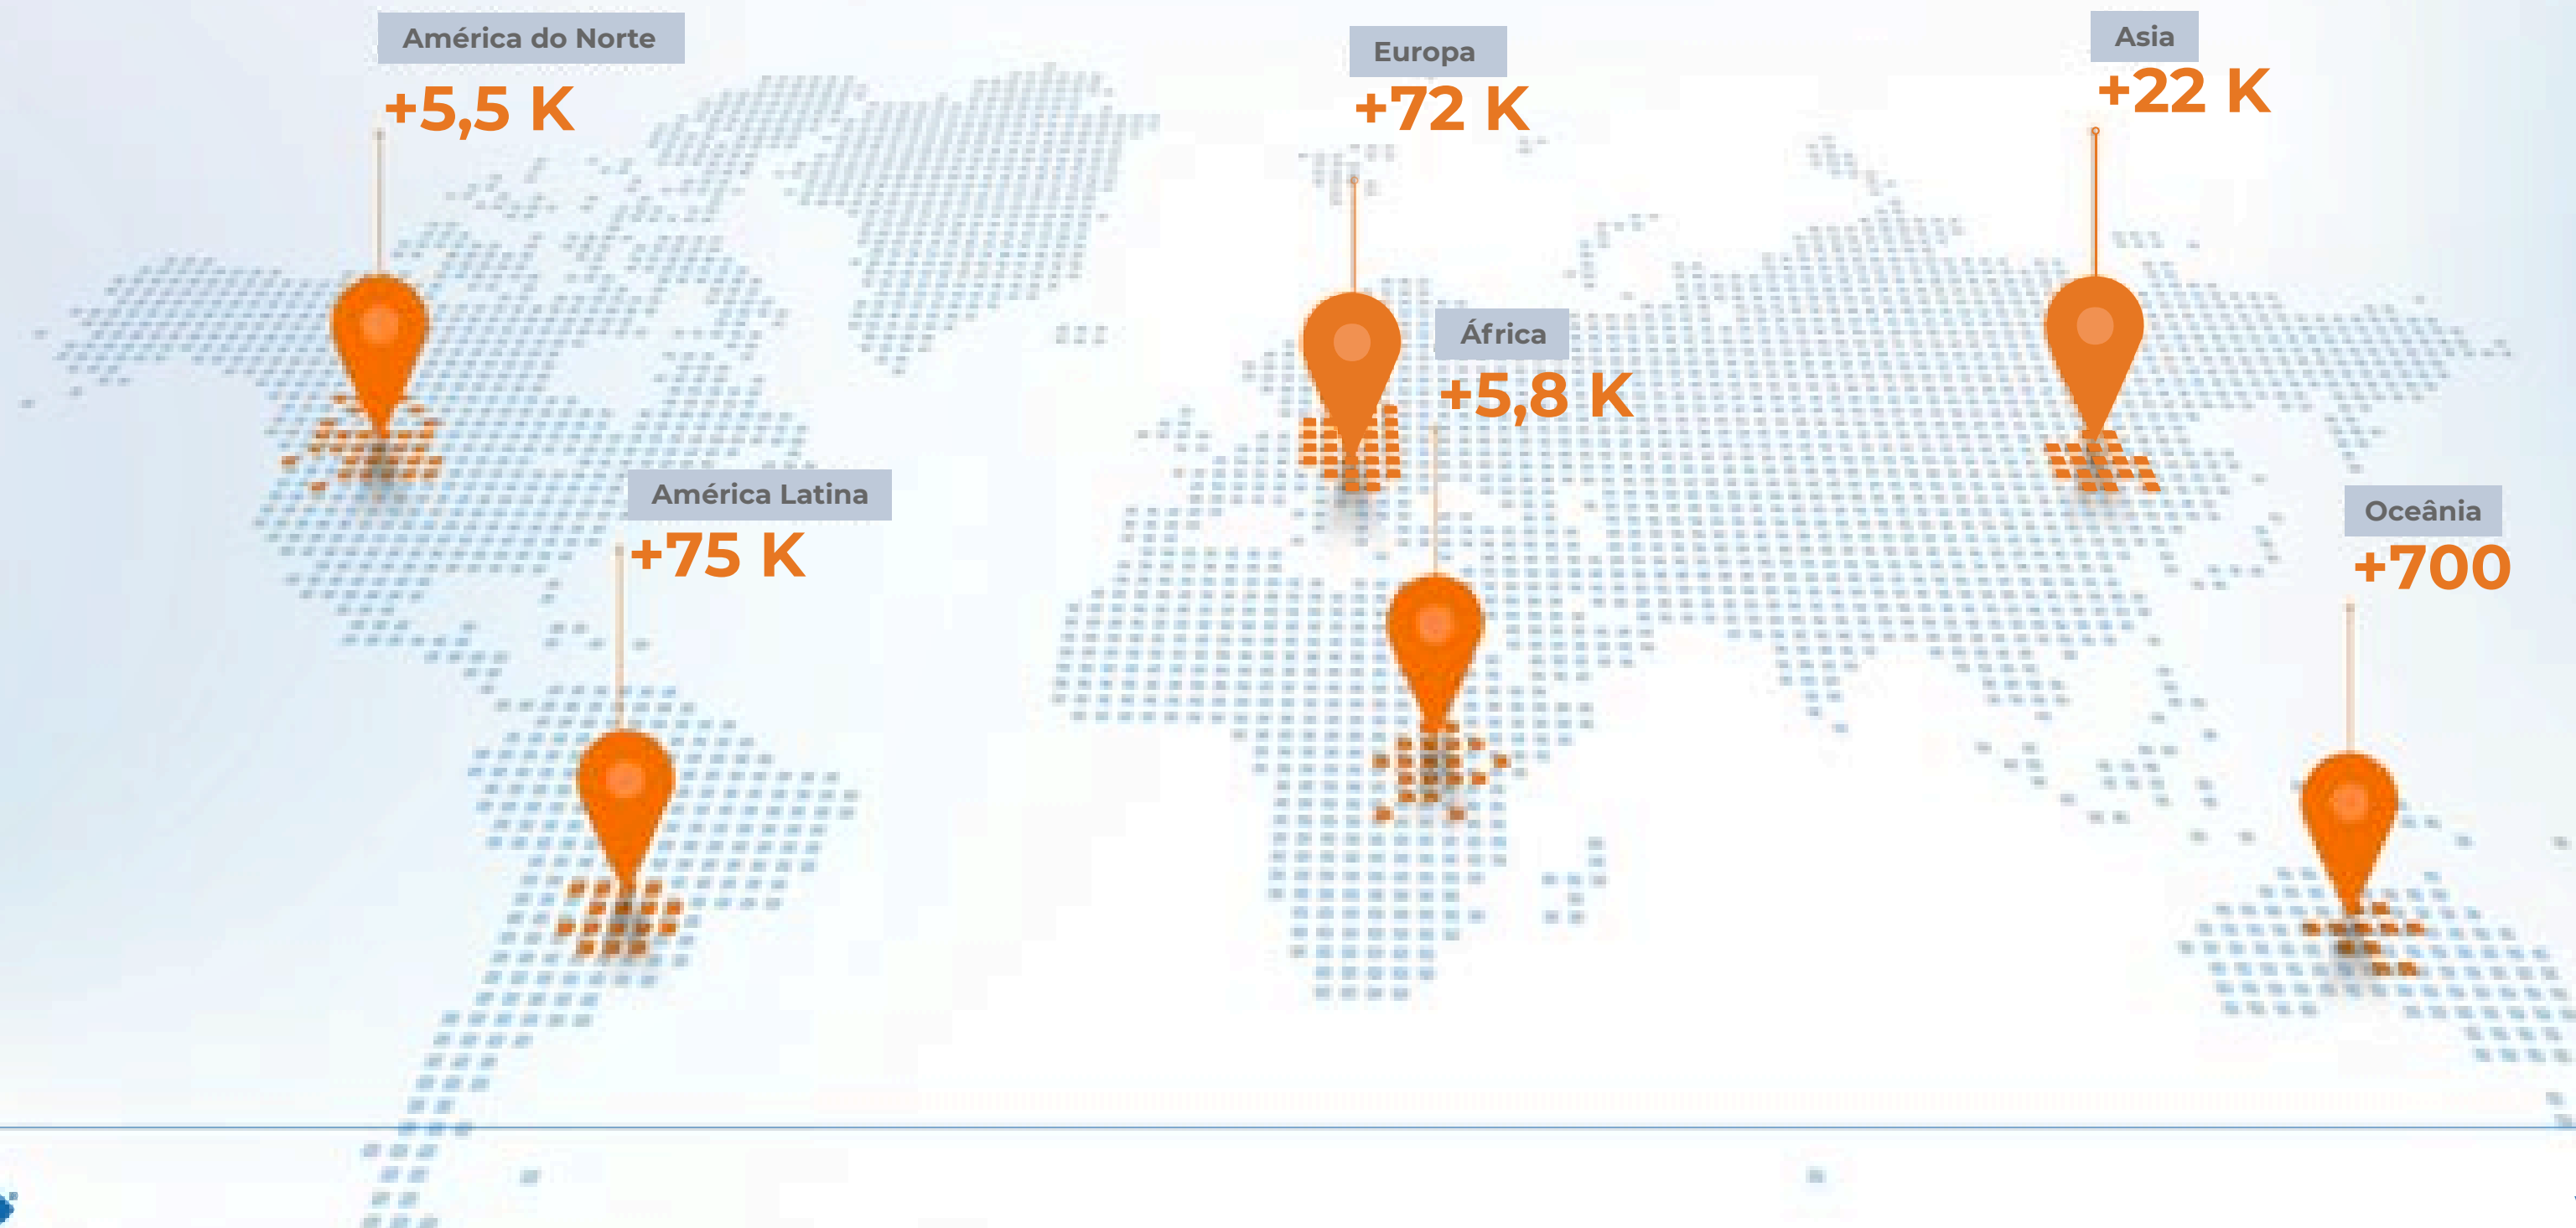 América do Norte
+5,5 K
Europa
+72 K
Asia
+22 K
África
+5,8 K
América Latina
+75 K
Oceânia
+700